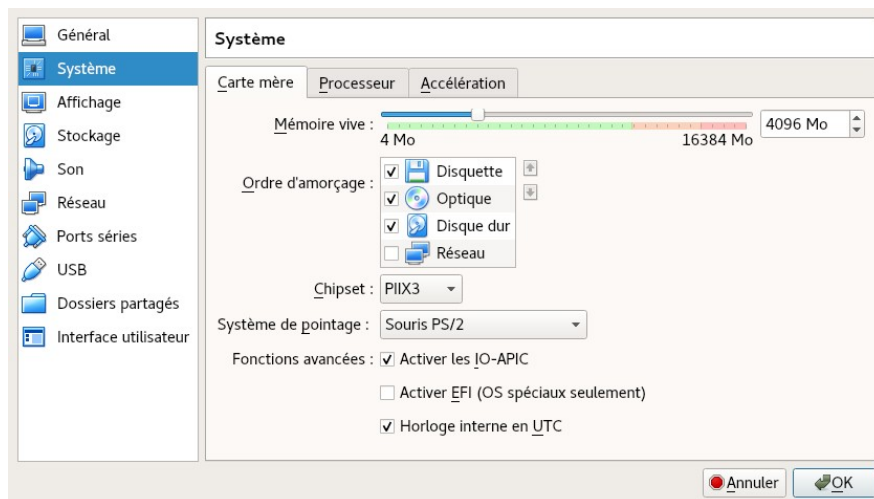 Général
Système
Affichage
Stockage
Son
Réseau
Ports séries
USB
Dossiers partagés
Interface utilisateur
Système
Carte mère Processeur Accélération
Mémoire vive : 4096 Mo
4 Mo 16384 Mo
Ordre d'amorçage : Disquette
Optique
Disque dur
Réseau
Chipset : PIIX3
Système de pointage : Souris PS/2
Fonctions avancées : Activer les IO-APIC
Activer EFI (OS spéciaux seulement)
Horloge interne en UTC
Annuler OK